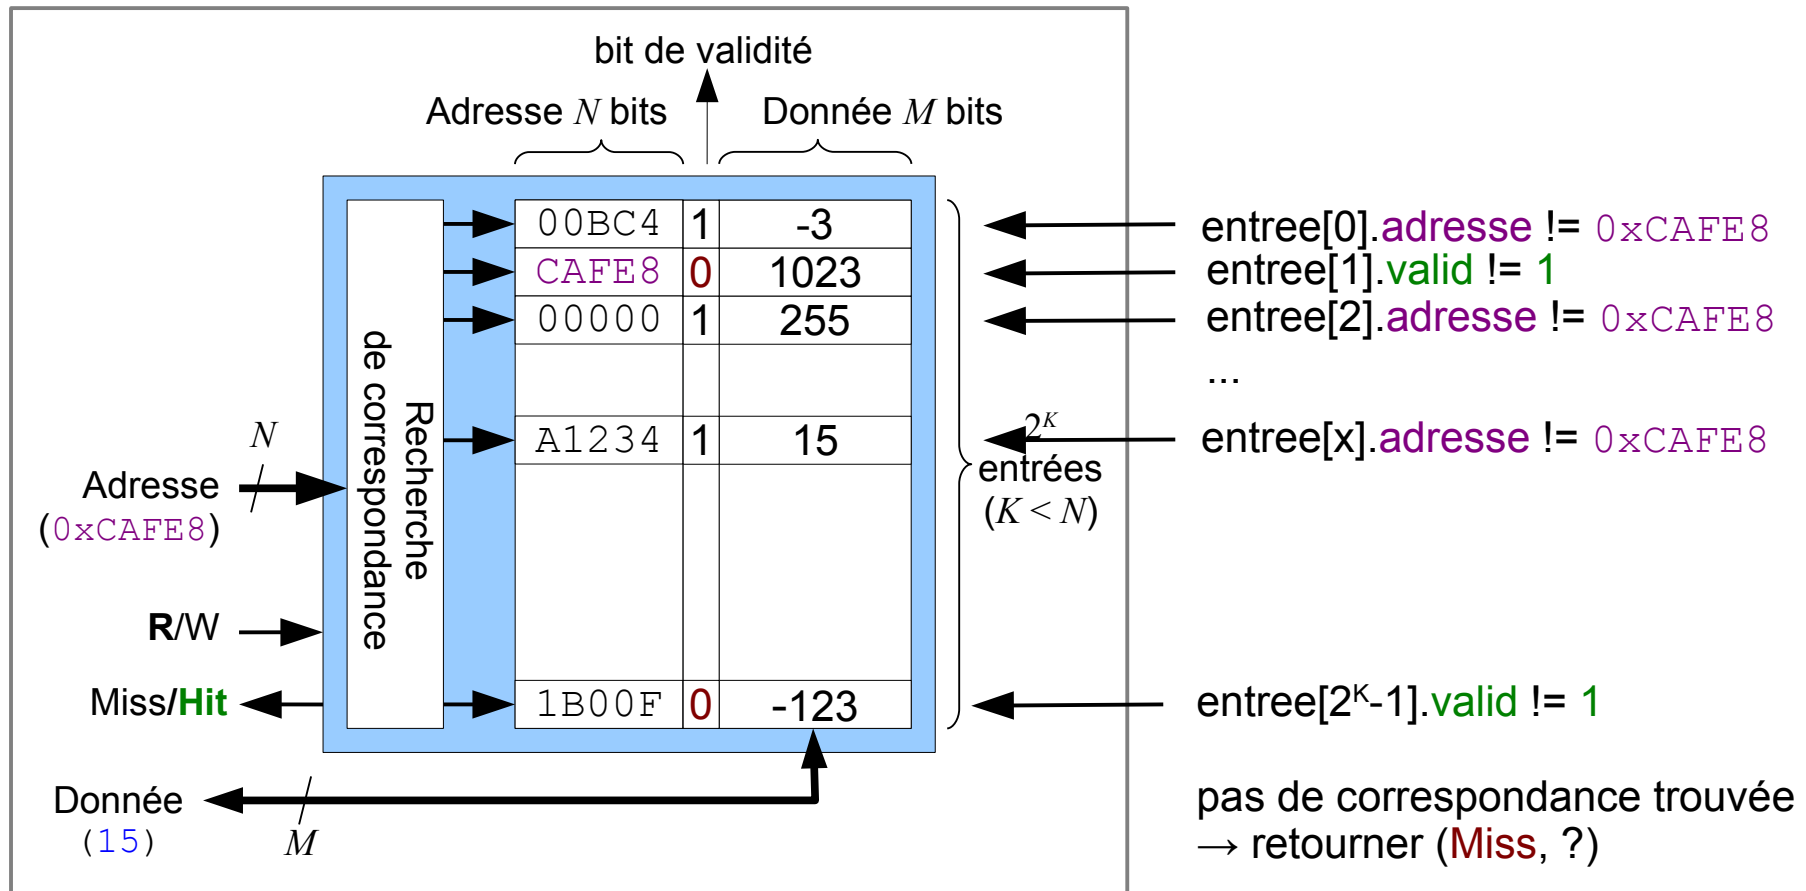 bit de validité
Adresse N bits
Donnée M bits
00BC4 1 -3
CAFE8 0 1023
00000 1 255
A1234 1 15
1B00F 0 -123
Recherche
de correspondance
N
Adresse
(0xCAFE8)
R/W
Miss/Hit
Donnée
(15)
M
2^K
entrées
(K < N)
entree[0].adresse != 0xCAFE8
entree[1].valid != 1
entree[2].adresse != 0xCAFE8
...
entree[x].adresse != 0xCAFE8
entree[2ᴷ-1].valid != 1
pas de correspondance trouvée
→ retourner (Miss, ?)